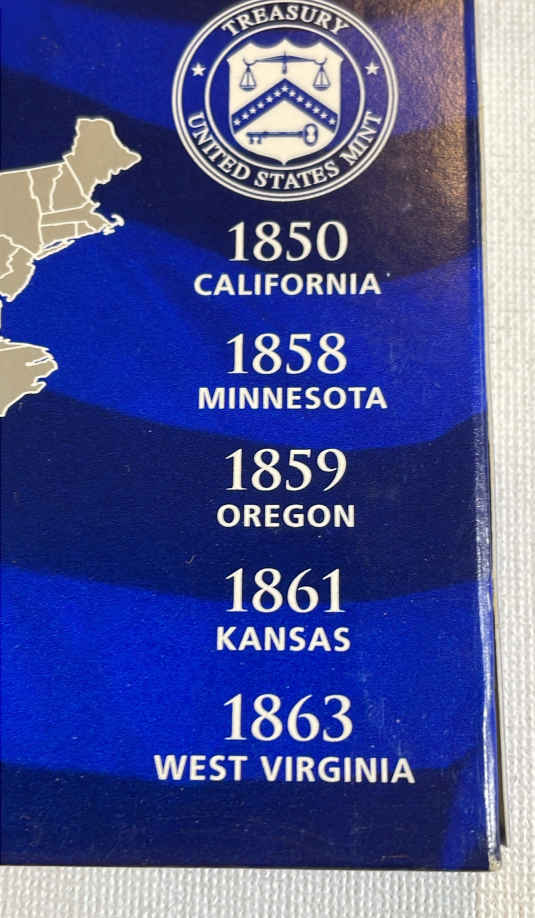 TREASURY
UNITED STATES MINT
1850
CALIFORNIA
1858
MINNESOTA
1859
OREGON
1861
KANSAS
1863
WEST VIRGINIA